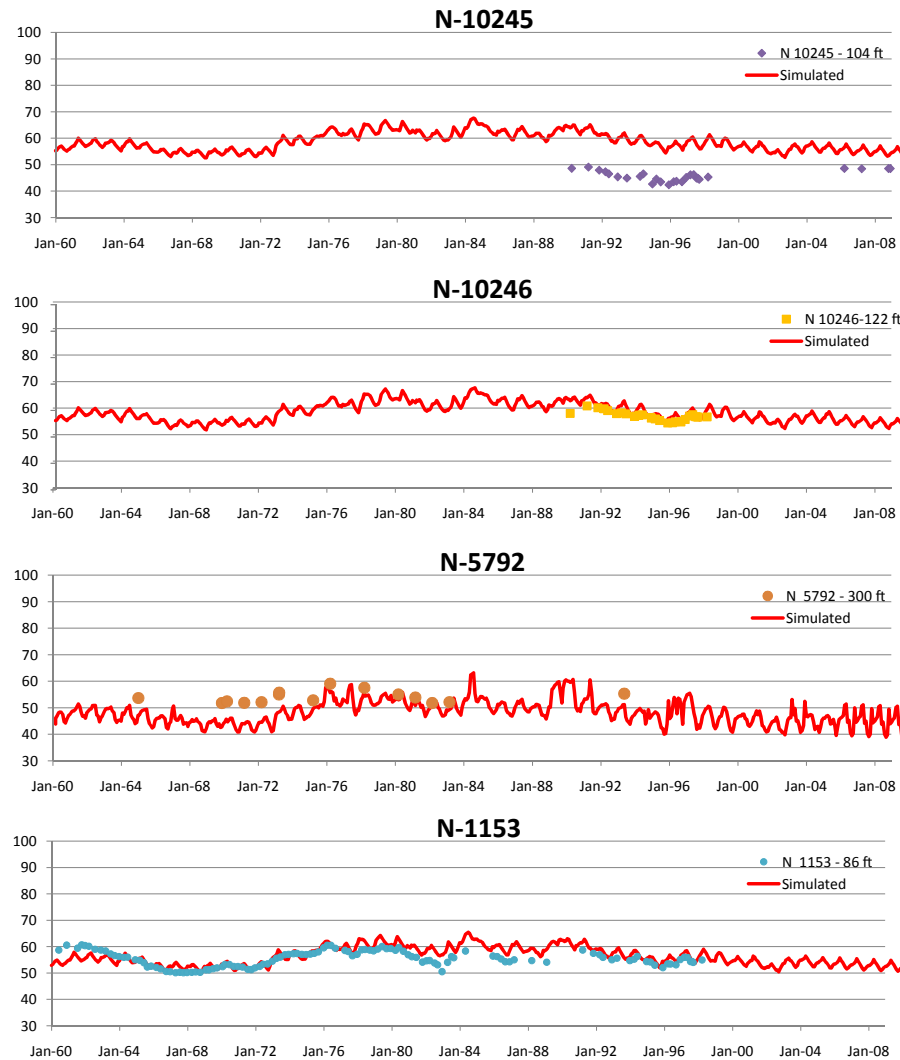 N-10245
100
90
80
70
60
50
40
30
N 10245 - 104 ft
Simulated
Jan-60 Jan-64 Jan-68 Jan-72 Jan-76 Jan-80 Jan-84 Jan-88 Jan-92 Jan-96 Jan-00 Jan-04 Jan-08
N-10246
100
90
80
70
60
50
40
30
N 10246-122 ft
Simulated
Jan-60 Jan-64 Jan-68 Jan-72 Jan-76 Jan-80 Jan-84 Jan-88 Jan-92 Jan-96 Jan-00 Jan-04 Jan-08
N-5792
100
90
80
70
60
50
40
30
N 5792 - 300 ft
Simulated
Jan-60 Jan-64 Jan-68 Jan-72 Jan-76 Jan-80 Jan-84 Jan-88 Jan-92 Jan-96 Jan-00 Jan-04 Jan-08
N-1153
100
90
80
70
60
50
40
30
N 1153 - 86 ft
Simulated
Jan-60 Jan-64 Jan-68 Jan-72 Jan-76 Jan-80 Jan-84 Jan-88 Jan-92 Jan-96 Jan-00 Jan-04 Jan-08